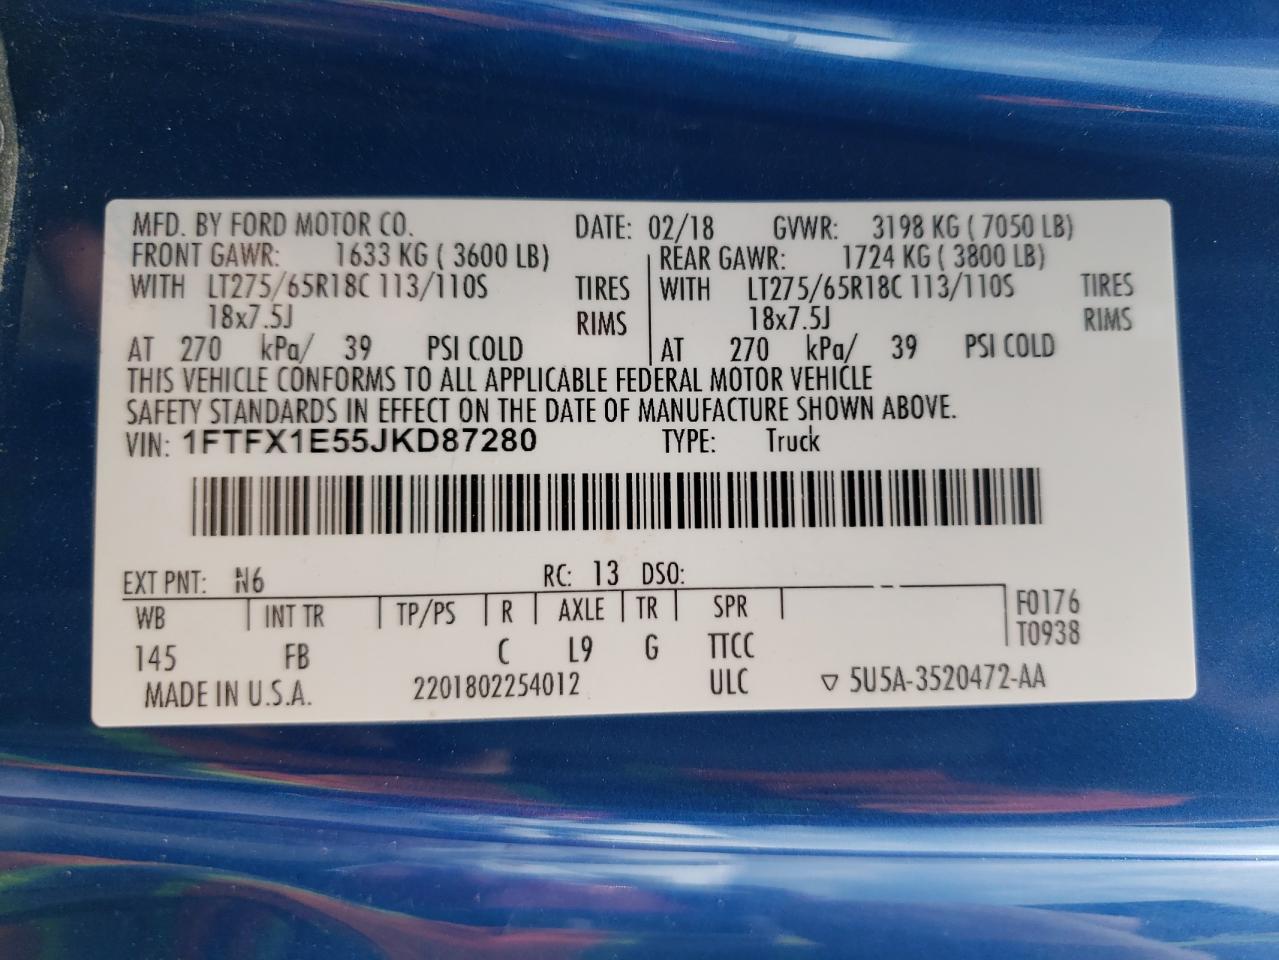 MFD. BY FORD MOTOR CO. DATE: 02/18 GVWR: 3198 KG ( 7050 LB)
FRONT GAWR: 1633 KG ( 3600 LB) REAR GAWR: 1724 KG ( 3800 LB)
WITH LT275/65R18C 113/110S TIRES WITH LT275/65R18C 113/110S TIRES
18x7.5J RIMS 18x7.5J RIMS
AT 270 kPa/ 39 PSI COLD AT 270 kPa/ 39 PSI COLD
THIS VEHICLE CONFORMS TO ALL APPLICABLE FEDERAL MOTOR VEHICLE
SAFETY STANDARDS IN EFFECT ON THE DATE OF MANUFACTURE SHOWN ABOVE.
VIN: 1FTFX1E55JKD87280 TYPE: Truck
EXT PNT: N6 RC: 13 DSO:
WB INT TR TP/PS R AXLE TR SPR F0176
T0938
145 FB C L9 G TTCC
MADE IN U.S.A. 2201802254012 ULC ▽ 5U5A-3520472-AA